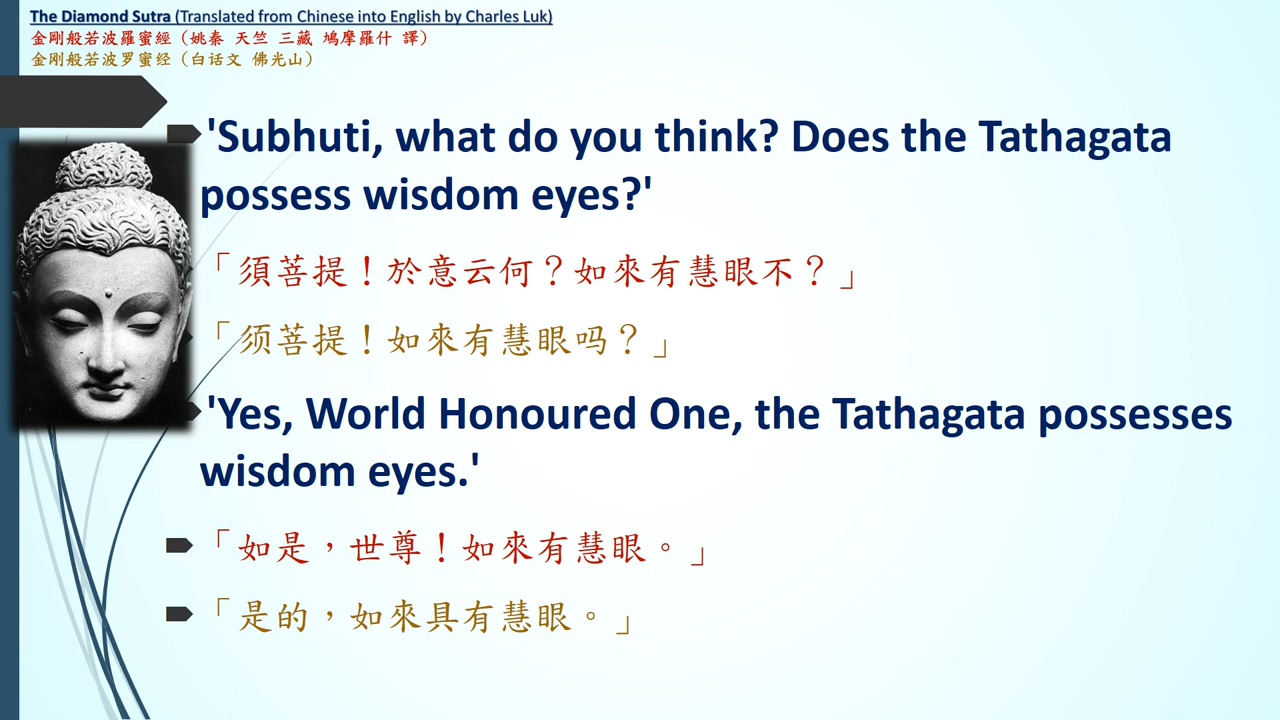 The Diamond Sutra (Translated from Chinese into English by Charles Luk)
金剛般若波羅蜜經（姚秦 天竺 三藏 鳩摩羅什 譯）
金剛般若波罗蜜经（白话文 佛光山）
'Subhuti, what do you think? Does the Tathagata
possess wisdom eyes?'
「須菩提！於意云何？如來有慧眼不？」
「须菩提！如來有慧眼吗？」
'Yes, World Honoured One, the Tathagata possesses
wisdom eyes.'
「如是，世尊！如來有慧眼。」
「是的，如來具有慧眼。」